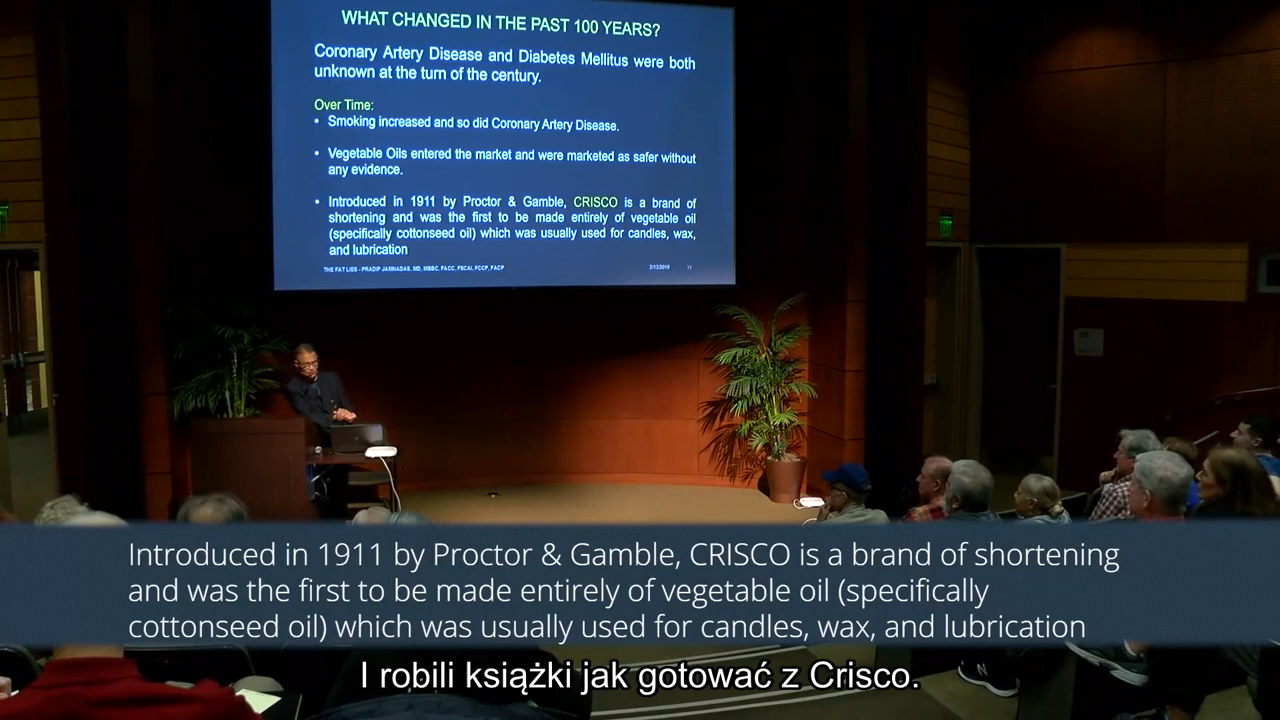 WHAT CHANGED IN THE PAST 100 YEARS?
Coronary Artery Disease and Diabetes Mellitus were both
unknown at the turn of the century.
Over Time:
• Smoking increased and so did Coronary Artery Disease.
• Vegetable Oils entered the market and were marketed as safer without
any evidence.
• Introduced in 1911 by Proctor & Gamble, CRISCO is a brand of
shortening and was the first to be made entirely of vegetable oil
(specifically cottonseed oil) which was usually used for candles, wax,
and lubrication
THE FAT LIES - PRADIP JAMNADAS, MD, MBBC, FACC, FSCAI, FCCP, FACP
2/13/2019 11
Introduced in 1911 by Proctor & Gamble, CRISCO is a brand of shortening
and was the first to be made entirely of vegetable oil (specifically
cottonseed oil) which was usually used for candles, wax, and lubrication
I robili książki jak gotować z Crisco.